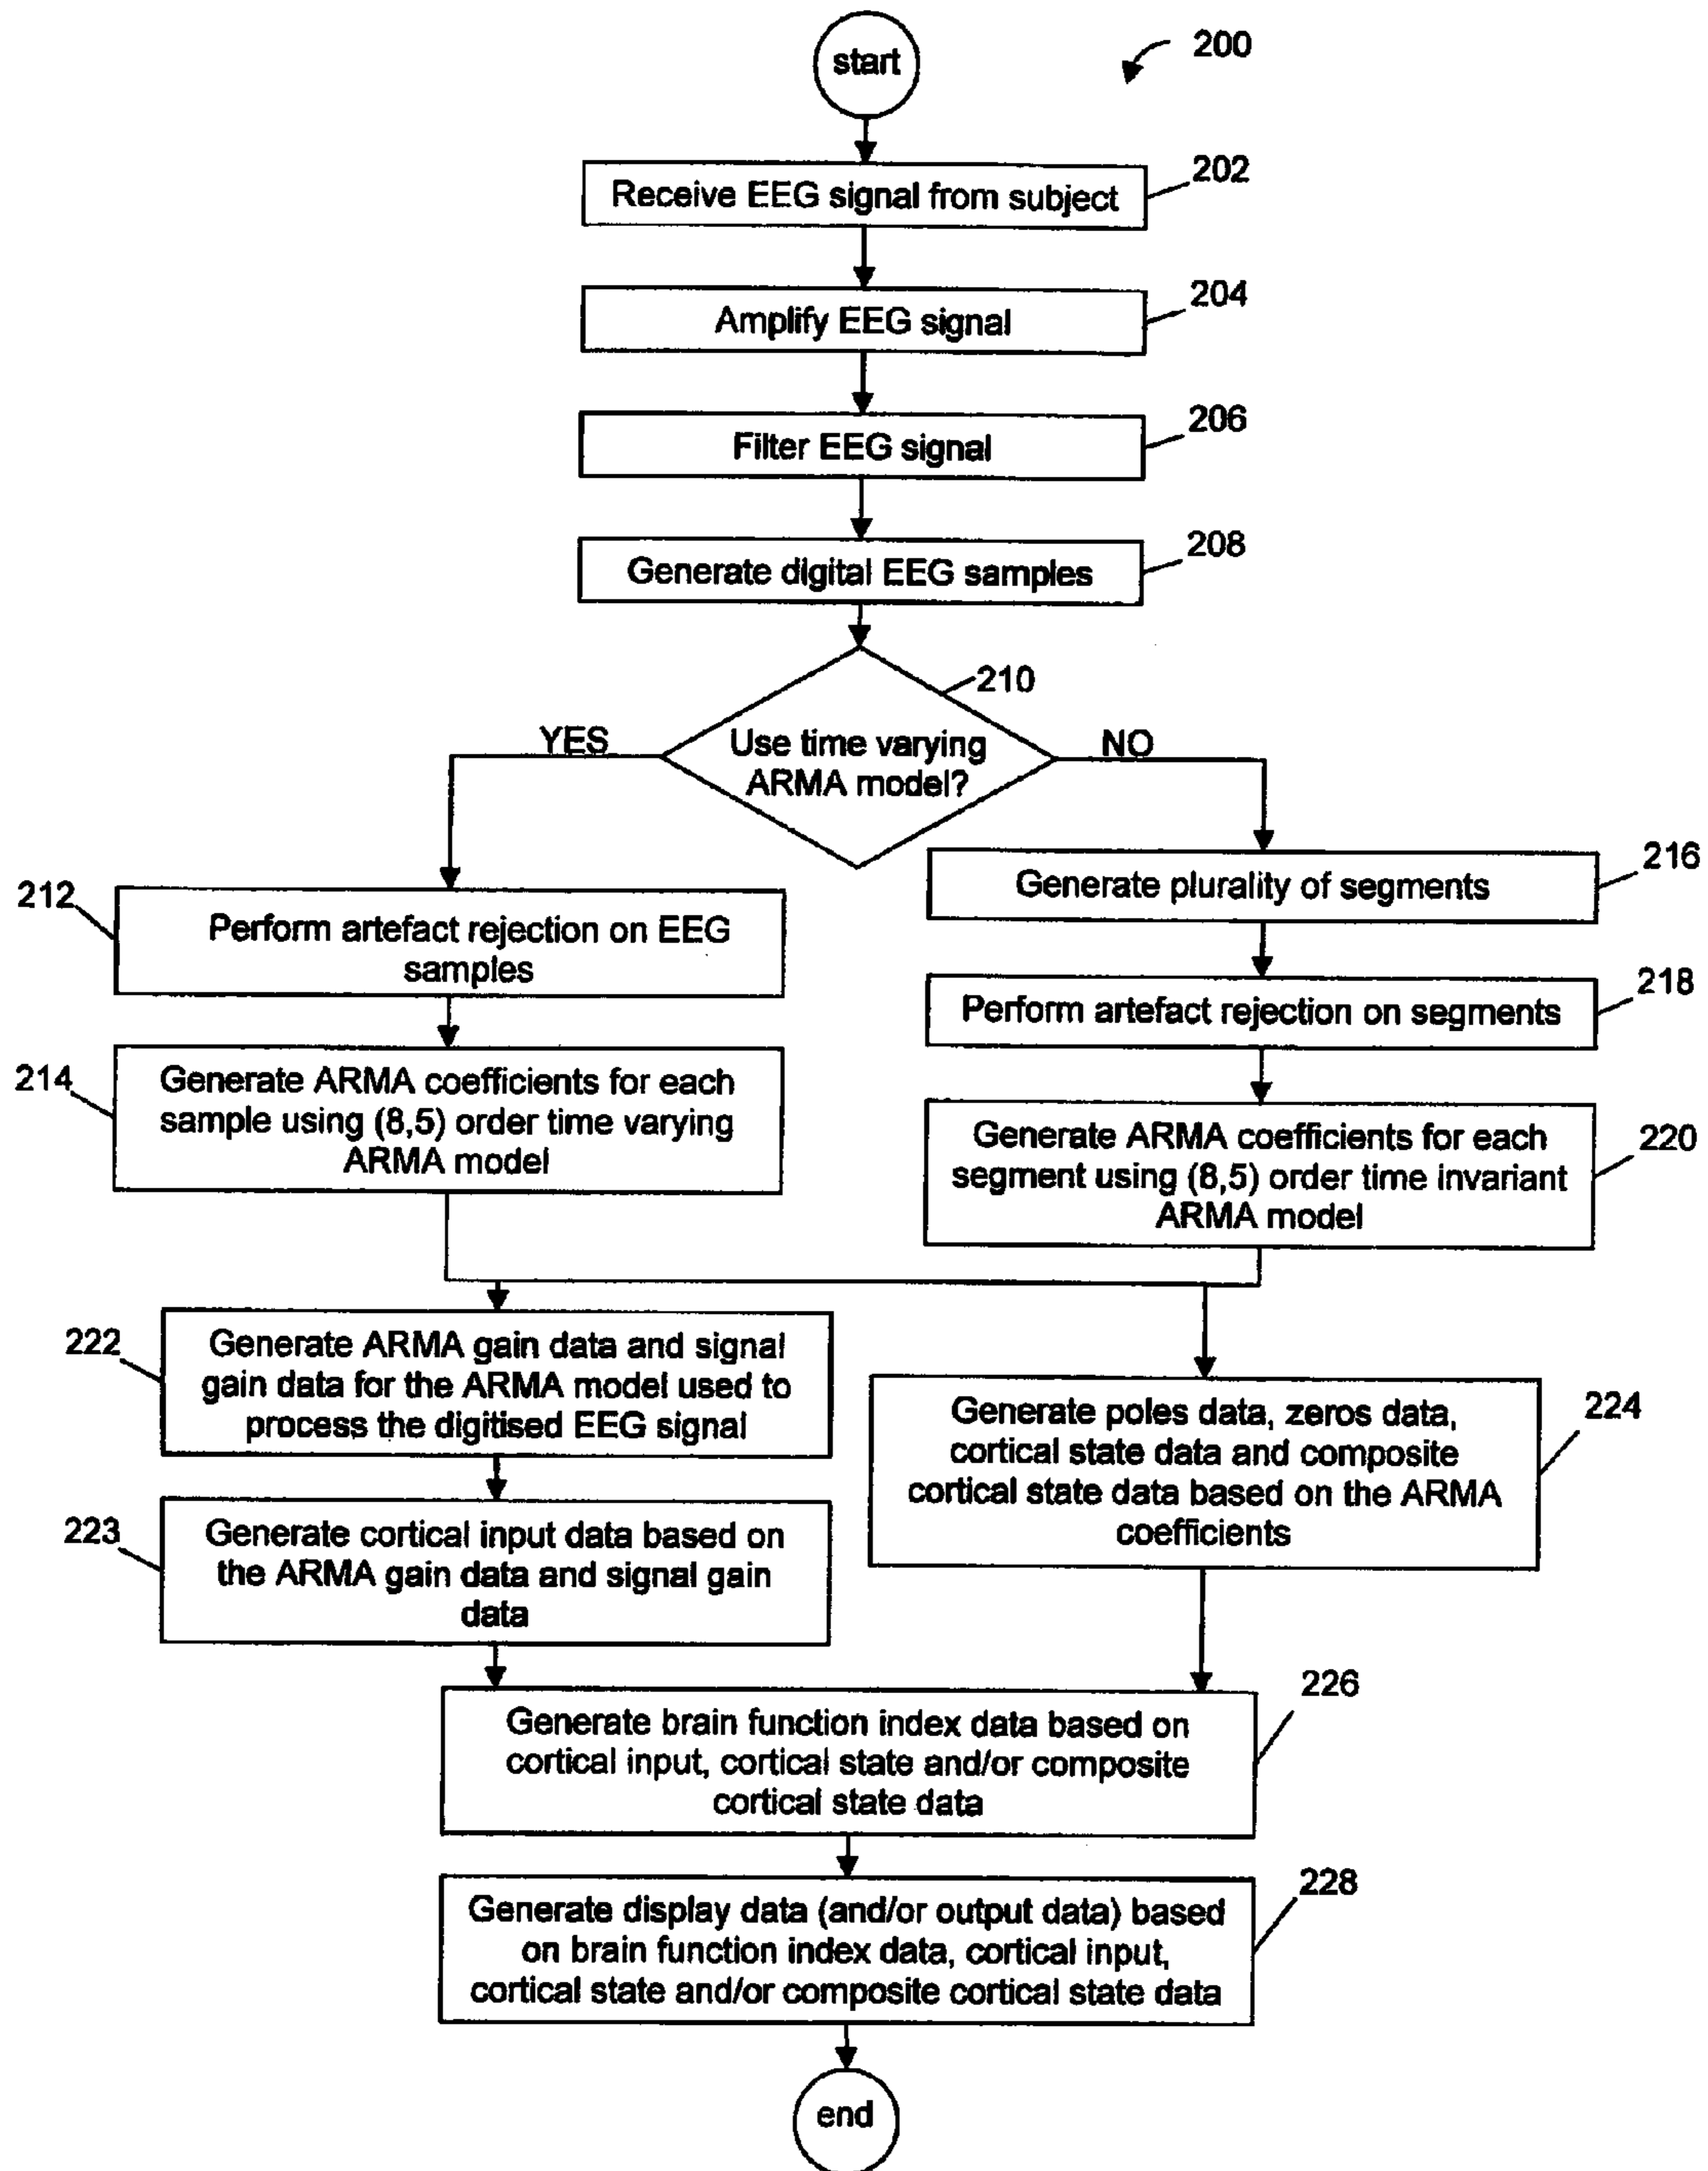 start
200
Receive EEG signal from subject
202
Amplify EEG signal
204
Filter EEG signal
206
Generate digital EEG samples
208
210
Use time varying
ARMA model?
YES
NO
212
Perform artefact rejection on EEG
samples
214
Generate ARMA coefficients for each
sample using (8,5) order time varying
ARMA model
Generate plurality of segments
216
Perform artefact rejection on segments
218
Generate ARMA coefficients for each
segment using (8,5) order time invariant
ARMA model
220
222
Generate ARMA gain data and signal
gain data for the ARMA model used to
process the digitised EEG signal
223
Generate cortical input data based on
the ARMA gain data and signal gain
data
Generate poles data, zeros data,
cortical state data and composite
cortical state data based on the ARMA
coefficients
224
Generate brain function index data based on
cortical input, cortical state and/or composite
cortical state data
226
Generate display data (and/or output data) based
on brain function index data, cortical input,
cortical state and/or composite cortical state data
228
end